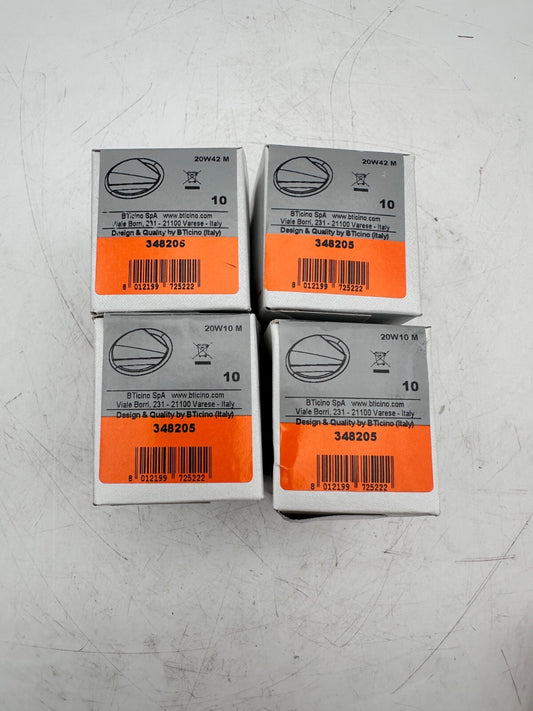 20W42 M
10
BTicino SpA www.bticino.com
Viale Borri, 231 - 21100 Varese - Italy
Design & Quality by BTicino (Italy)
348205
8 012199 725222
20W42 M
10
BTicino SpA www.bticino.com
Viale Borri, 231 - 21100 Varese - Italy
Design & Quality by BTicino (Italy)
348205
8 012199 725222
20W10 M
10
BTicino SpA www.bticino.com
Viale Borri, 231 - 21100 Varese - Italy
Design & Quality by BTicino (Italy)
348205
8 012199 725222
20W10 M
10
BTicino SpA www.bticino.com
Viale Borri, 231 - 21100 Varese - Italy
Design & Quality by BTicino (Italy)
348205
8 012199 725222